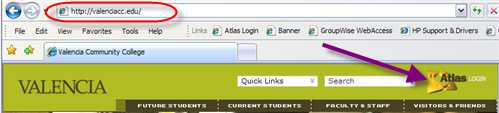 http://valenciacc.edu/
File Edit View Favorites Tools Help Links Atlas Login Banner GroupWise WebAccess HP Support & Drivers
Valencia Community College
VALENCIA Quick Links Search Atlas LOGIN
FUTURE STUDENTS CURRENT STUDENTS FACULTY & STAFF VISITORS & FRIENDS